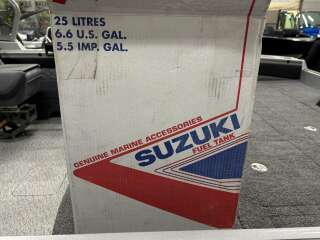 25 LITRES
6.6 U.S. GAL.
5.5 IMP. GAL.
GENUINE MARINE ACCESSORIES
SUZUKI
FUEL TANK